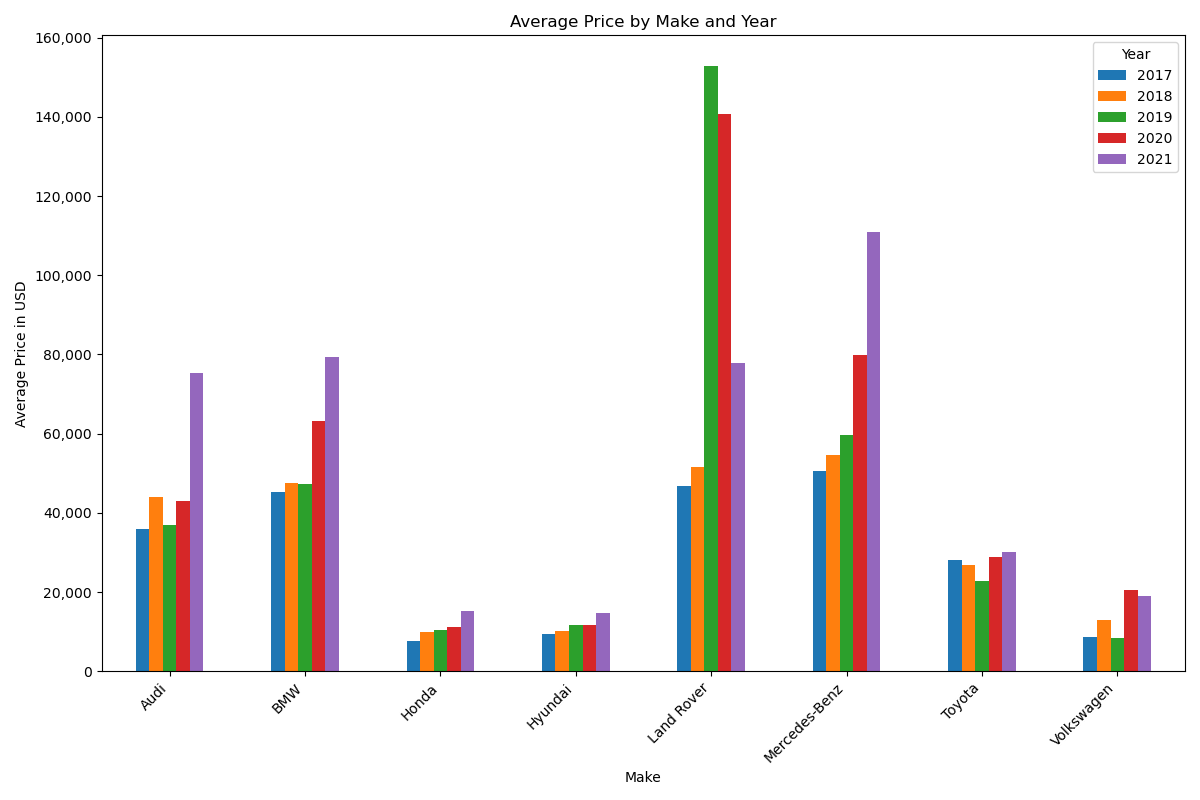 Average Price by Make and Year
160,000
140,000
120,000
100,000
80,000
60,000
40,000
20,000
0
Average Price in USD
Year
2017
2018
2019
2020
2021
Audi
BMW
Honda
Hyundai
Land Rover
Mercedes-Benz
Toyota
Volkswagen
Make